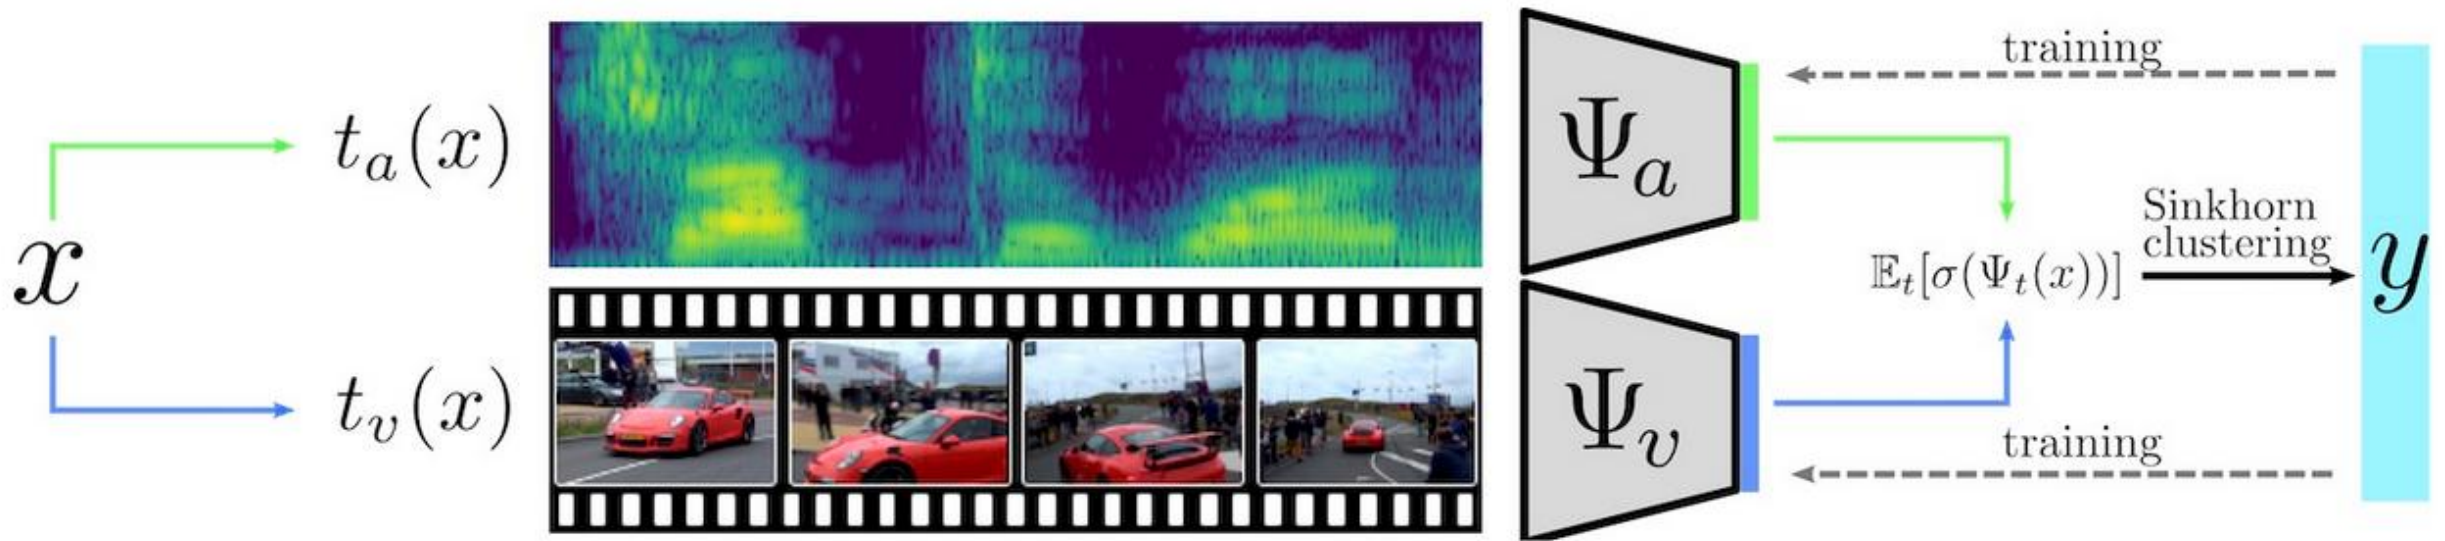 x
t_a(x)
t_v(x)
Ψ_a
Ψ_v
training
𝔼_t[σ(Ψ_t(x))]
Sinkhorn
clustering
training
y